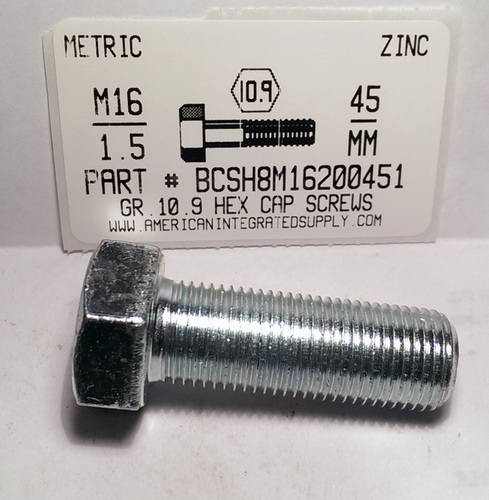 METRIC ZINC
10.9
M16 45
1.5 MM
PART # BCSH8M16200451
GR.10.9 HEX CAP SCREWS
WWW.AMERICANINTEGRATEDSUPPLY.COM